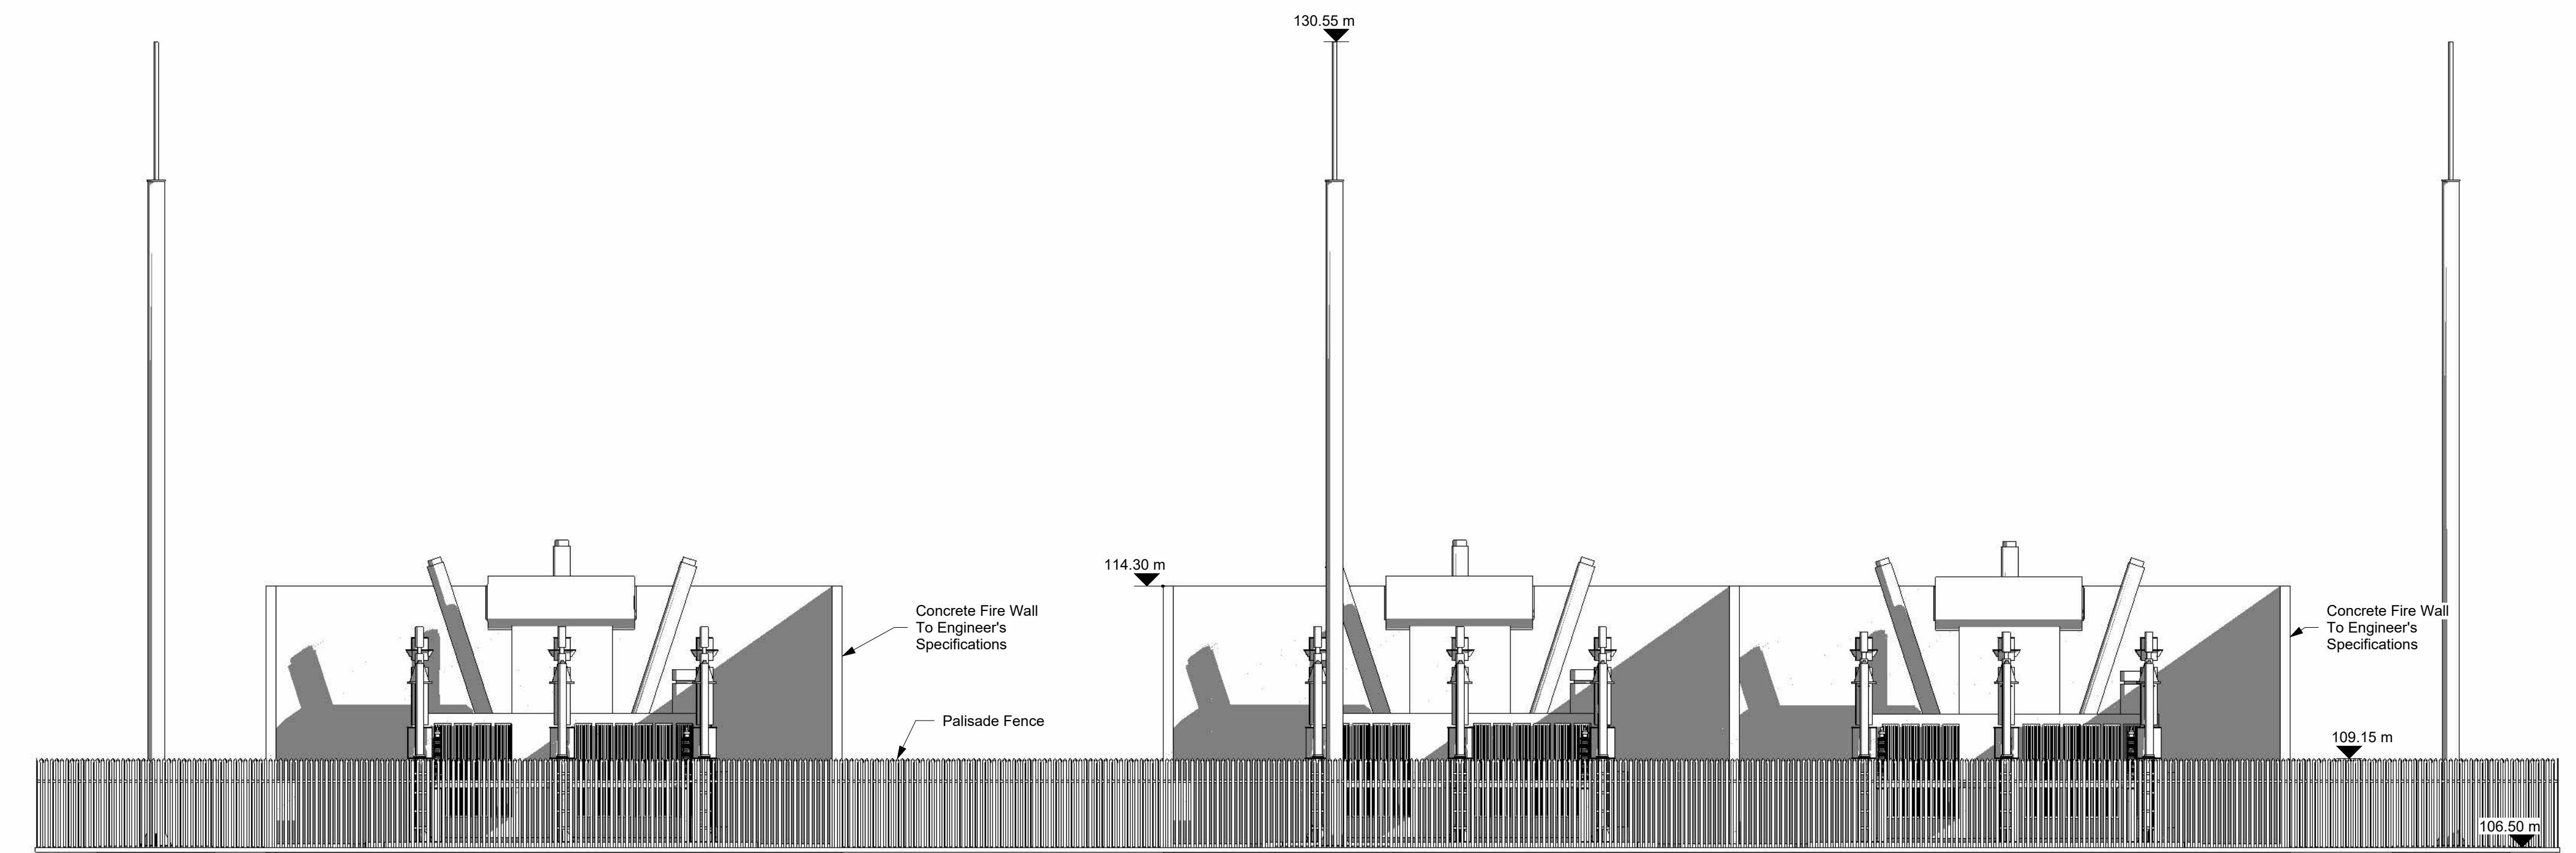 130.55 m
114.30 m
Concrete Fire Wall
To Engineer's
Specifications
Concrete Fire Wall
To Engineer's
Specifications
Palisade Fence
109.15 m
106.50 m